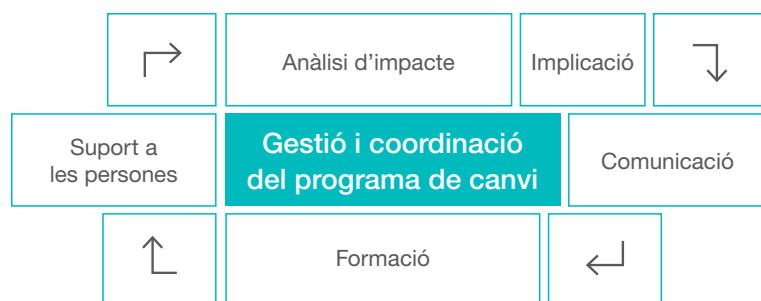 Anàlisi d’impacte
Implicació
Suport a
les persones
Gestió i coordinació
del programa de canvi
Comunicació
Formació